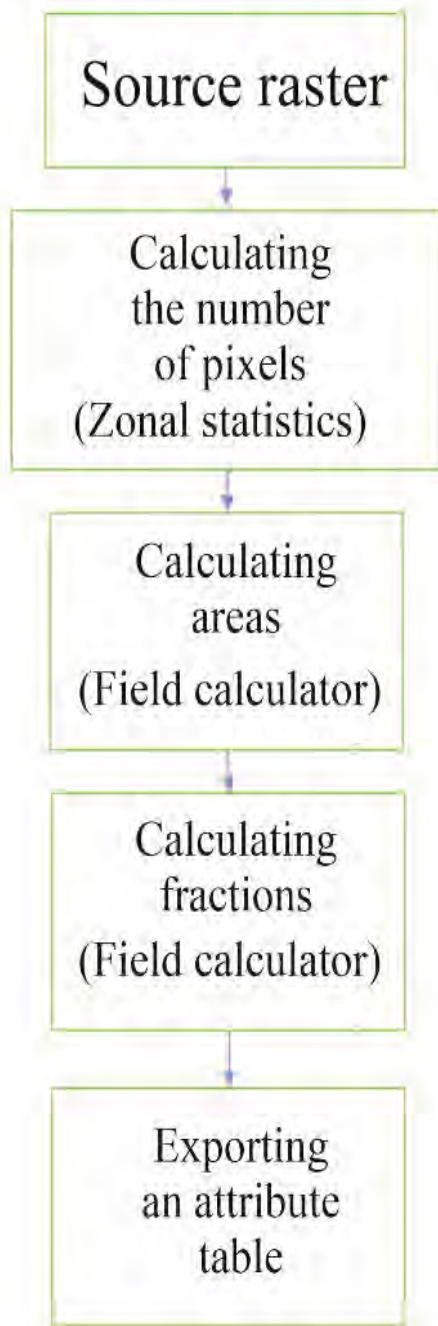 Source raster
Calculating
the number
of pixels
(Zonal statistics)
Calculating
areas
(Field calculator)
Calculating
fractions
(Field calculator)
Exporting
an attribute
table